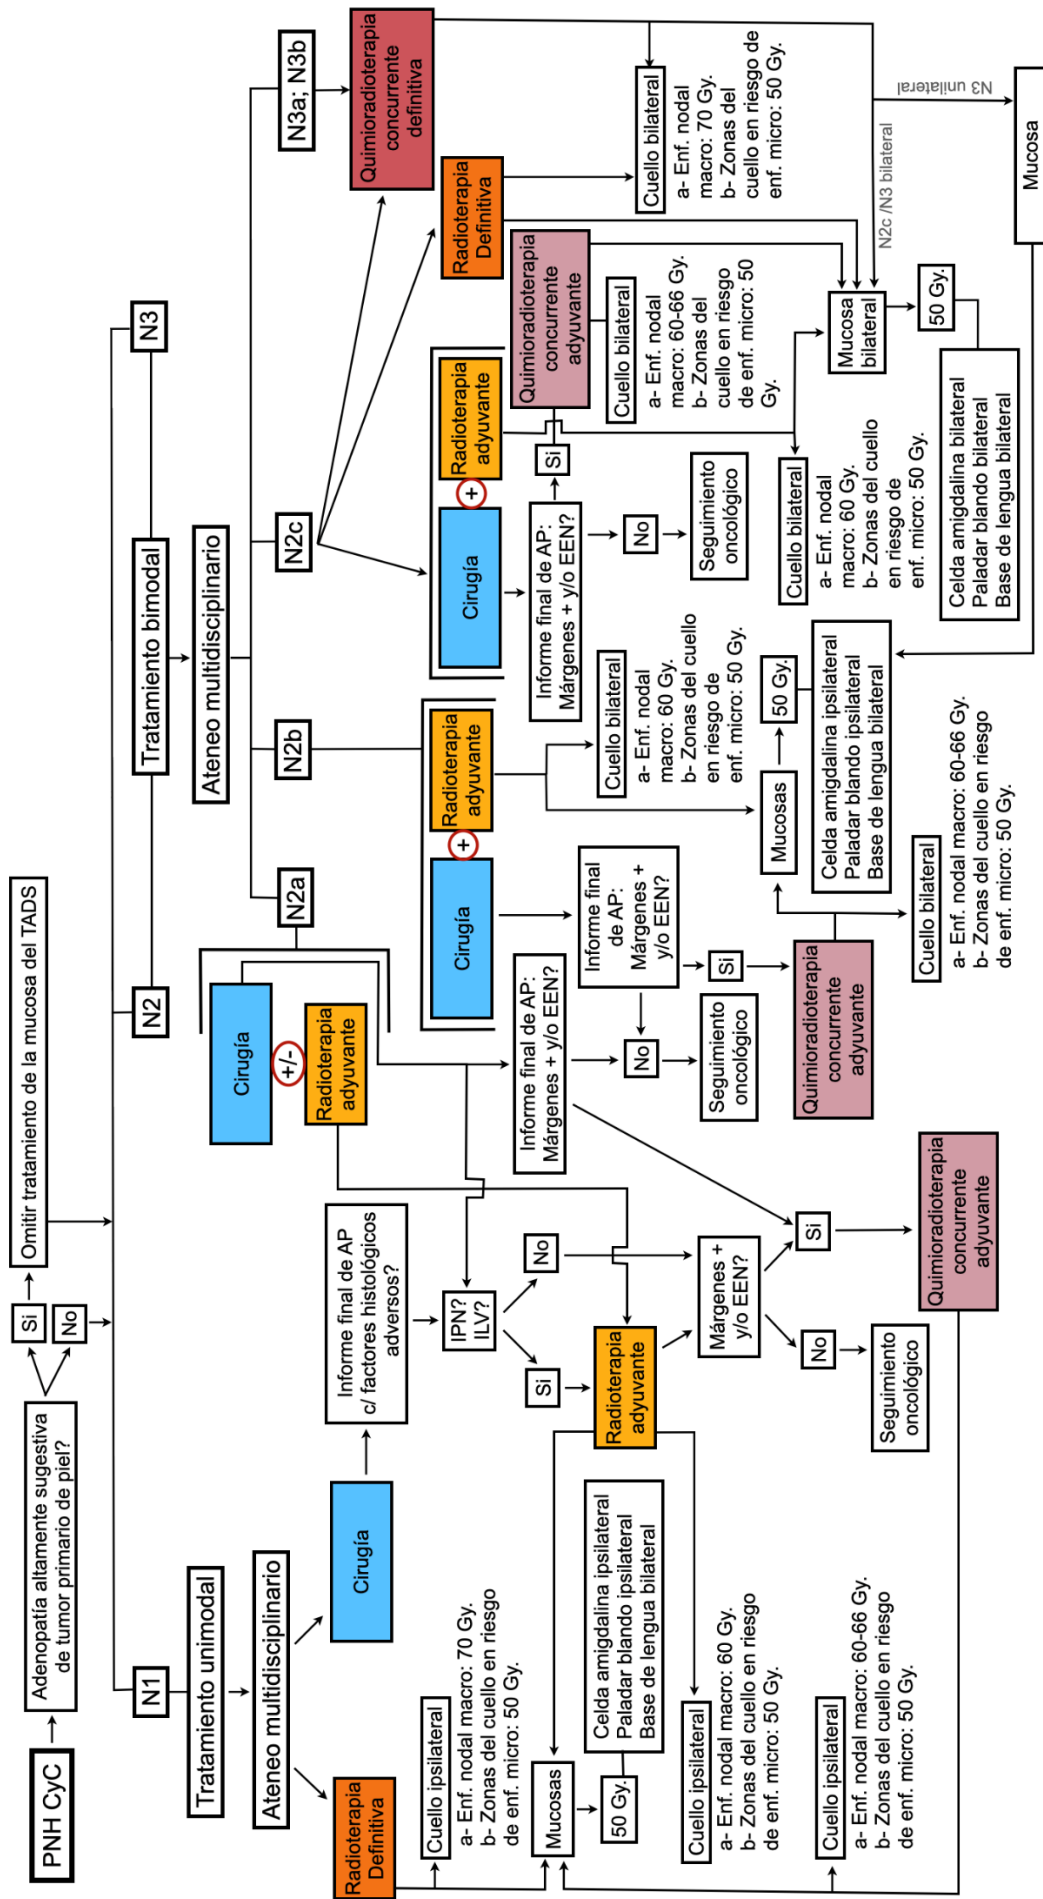 PNH CyC
Adenopatía altamente sugestiva
de tumor primario de piel?
Si
No
Omitir tratamiento de la mucosa del TADS
N1
N2
N3
Tratamiento unimodal
Tratamiento bimodal
Ateneo multidisciplinario
Ateneo multidisciplinario
N2a
N2b
N2c
N3a; N3b
Radioterapia
Definitiva
Cirugía
Informe final de AP
c/ factores histológicos
adversos?
Cirugía
+/-
Radioterapia
adyuvante
Cirugía
+
Radioterapia
adyuvante
Cirugía
+
Radioterapia
adyuvante
Radioterapia
Definitiva
Quimioradioterapia
concurrente
definitiva
Cuello ipsilateral
a- Enf. nodal macro: 70 Gy.
b- Zonas del cuello en riesgo
de enf. micro: 50 Gy.
IPN?
ILV?
Si
No
Informe final de AP:
Márgenes + y/o EEN?
Informe final
de AP:
Márgenes +
y/o EEN?
Cuello bilateral
a- Enf. nodal
macro: 60 Gy.
b- Zonas del cuello
en riesgo de
enf. micro: 50 Gy.
Informe final de AP:
Márgenes + y/o EEN?
Si
No
Seguimiento
oncológico
Quimioradioterapia
concurrente
adyuvante
Cuello bilateral
a- Enf. nodal
macro: 60-66 Gy.
b- Zonas del
cuello en riesgo
de enf. micro: 50
Gy.
Cuello bilateral
a- Enf. nodal
macro: 70 Gy.
b- Zonas del
cuello en riesgo de
enf. micro: 50 Gy.
Mucosas
50 Gy.
Celda amigdalina ipsilateral
Paladar blando ipsilateral
Base de lengua bilateral
Radioterapia
adyuvante
Márgenes +
y/o EEN?
No
Si
Seguimiento
oncológico
No
Seguimiento
oncológico
Si
Mucosas
50 Gy.
Celda amigdalina ipsilateral
Paladar blando ipsilateral
Base de lengua bilateral
Cuello bilateral
a- Enf. nodal
macro: 60 Gy.
b- Zonas del cuello
en riesgo de
enf. micro: 50 Gy.
Mucosa
bilateral
50 Gy.
N2c /N3 bilateral
N3 unilateral
Cuello ipsilateral
a- Enf. nodal macro: 60 Gy.
b- Zonas del cuello en riesgo
de enf. micro: 50 Gy.
Quimioradioterapia
concurrente
adyuvante
Cuello bilateral
a- Enf. nodal macro: 60-66 Gy.
b- Zonas del cuello en riesgo
de enf. micro: 50 Gy.
Celda amigdalina bilateral
Paladar blando bilateral
Base de lengua bilateral
Cuello ipsilateral
a- Enf. nodal macro: 60-66 Gy.
b- Zonas del cuello en riesgo
de enf. micro: 50 Gy.
Quimioradioterapia
concurrente
adyuvante
Mucosa